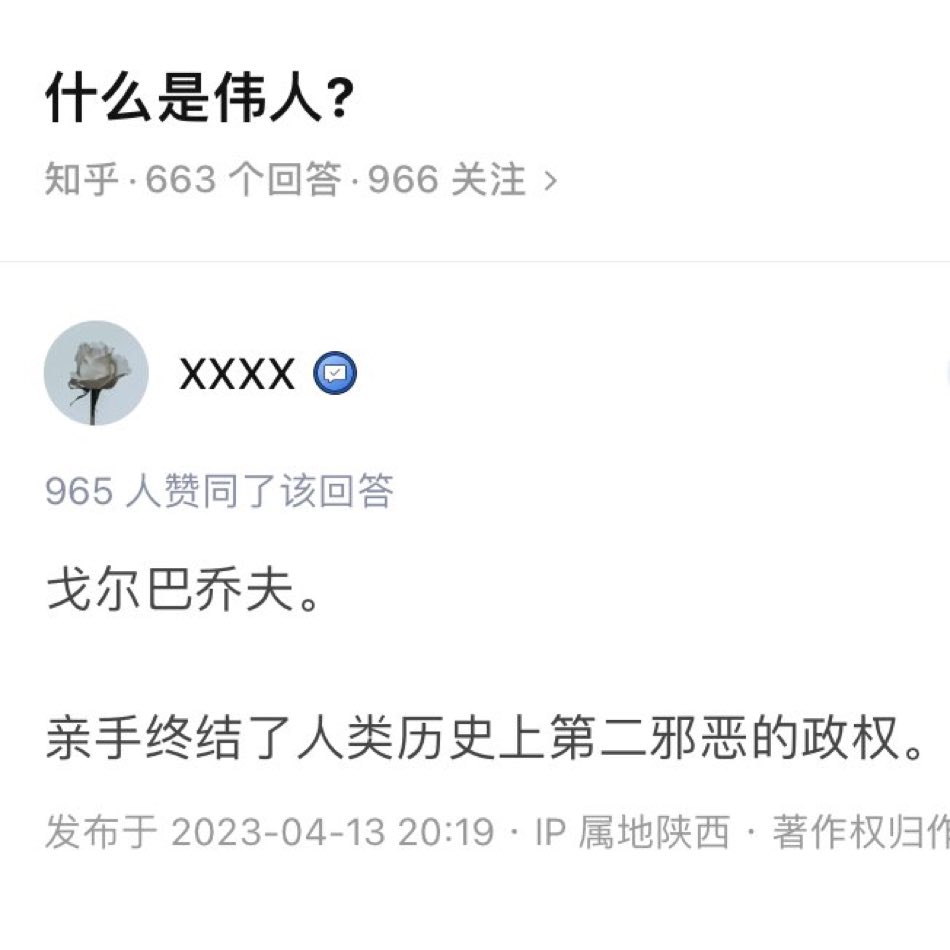 什么是伟人?
知乎·663 个回答·966 关注 >
XXXX
965 人赞同了该回答
戈尔巴乔夫。
亲手终结了人类历史上第二邪恶的政权。
发布于 2023-04-13 20:19 · IP 属地陕西 · 著作权归